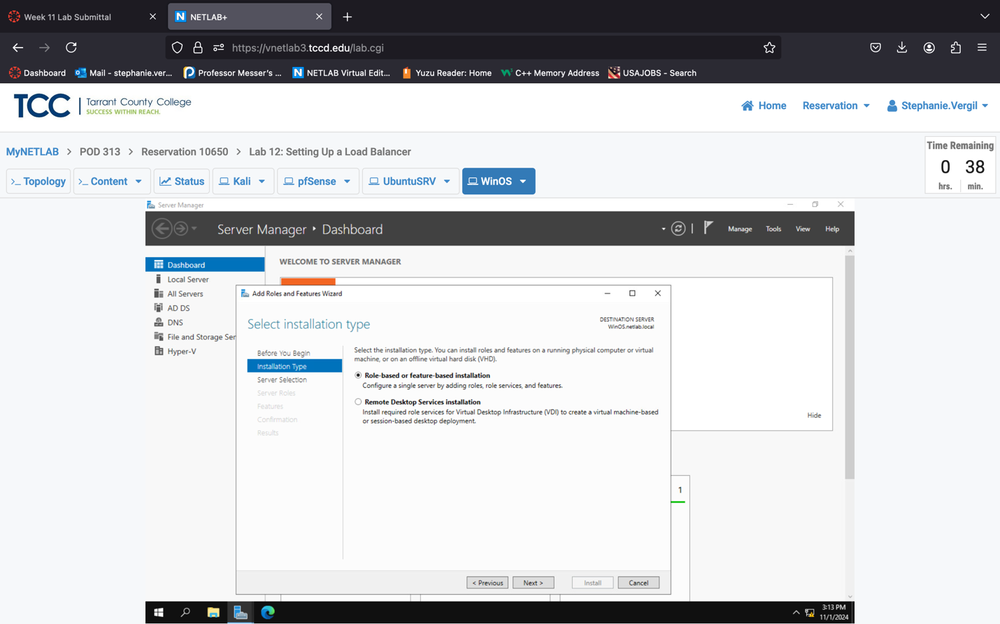 Week 11 Lab Submittal
NETLAB+
https://vnetlab3.tccd.edu/lab.cgi
Dashboard
Mail - stephanie.ver...
Professor Messer's ...
NETLAB Virtual Edit...
Yuzu Reader: Home
C++ Memory Address
USAJOBS - Search
TCC
Tarrant County College
SUCCESS WITHIN REACH.
Home
Reservation
Stephanie.Vergil
MyNETLAB > POD 313 > Reservation 10650 > Lab 12: Setting Up a Load Balancer
Time Remaining
0 38
hrs. min.
>_ Topology
>_ Content
Status
Kali
pfSense
UbuntuSRV
WinOS
Server Manager
Server Manager ‣ Dashboard
Manage
Tools
View
Help
Dashboard
Local Server
All Servers
AD DS
DNS
File and Storage Ser
Hyper-V
WELCOME TO SERVER MANAGER
Add Roles and Features Wizard
Select installation type
DESTINATION SERVER
WinOS.netlab.local
Before You Begin
Installation Type
Server Selection
Server Roles
Features
Confirmation
Results
Select the installation type. You can install roles and features on a running physical computer or virtual
machine, or on an offline virtual hard disk (VHD).
Role-based or feature-based installation
Configure a single server by adding roles, role services, and features.
Remote Desktop Services installation
Install required role services for Virtual Desktop Infrastructure (VDI) to create a virtual machine-based
or session-based desktop deployment.
Hide
1
< Previous
Next >
Install
Cancel
3:13 PM
11/1/2024